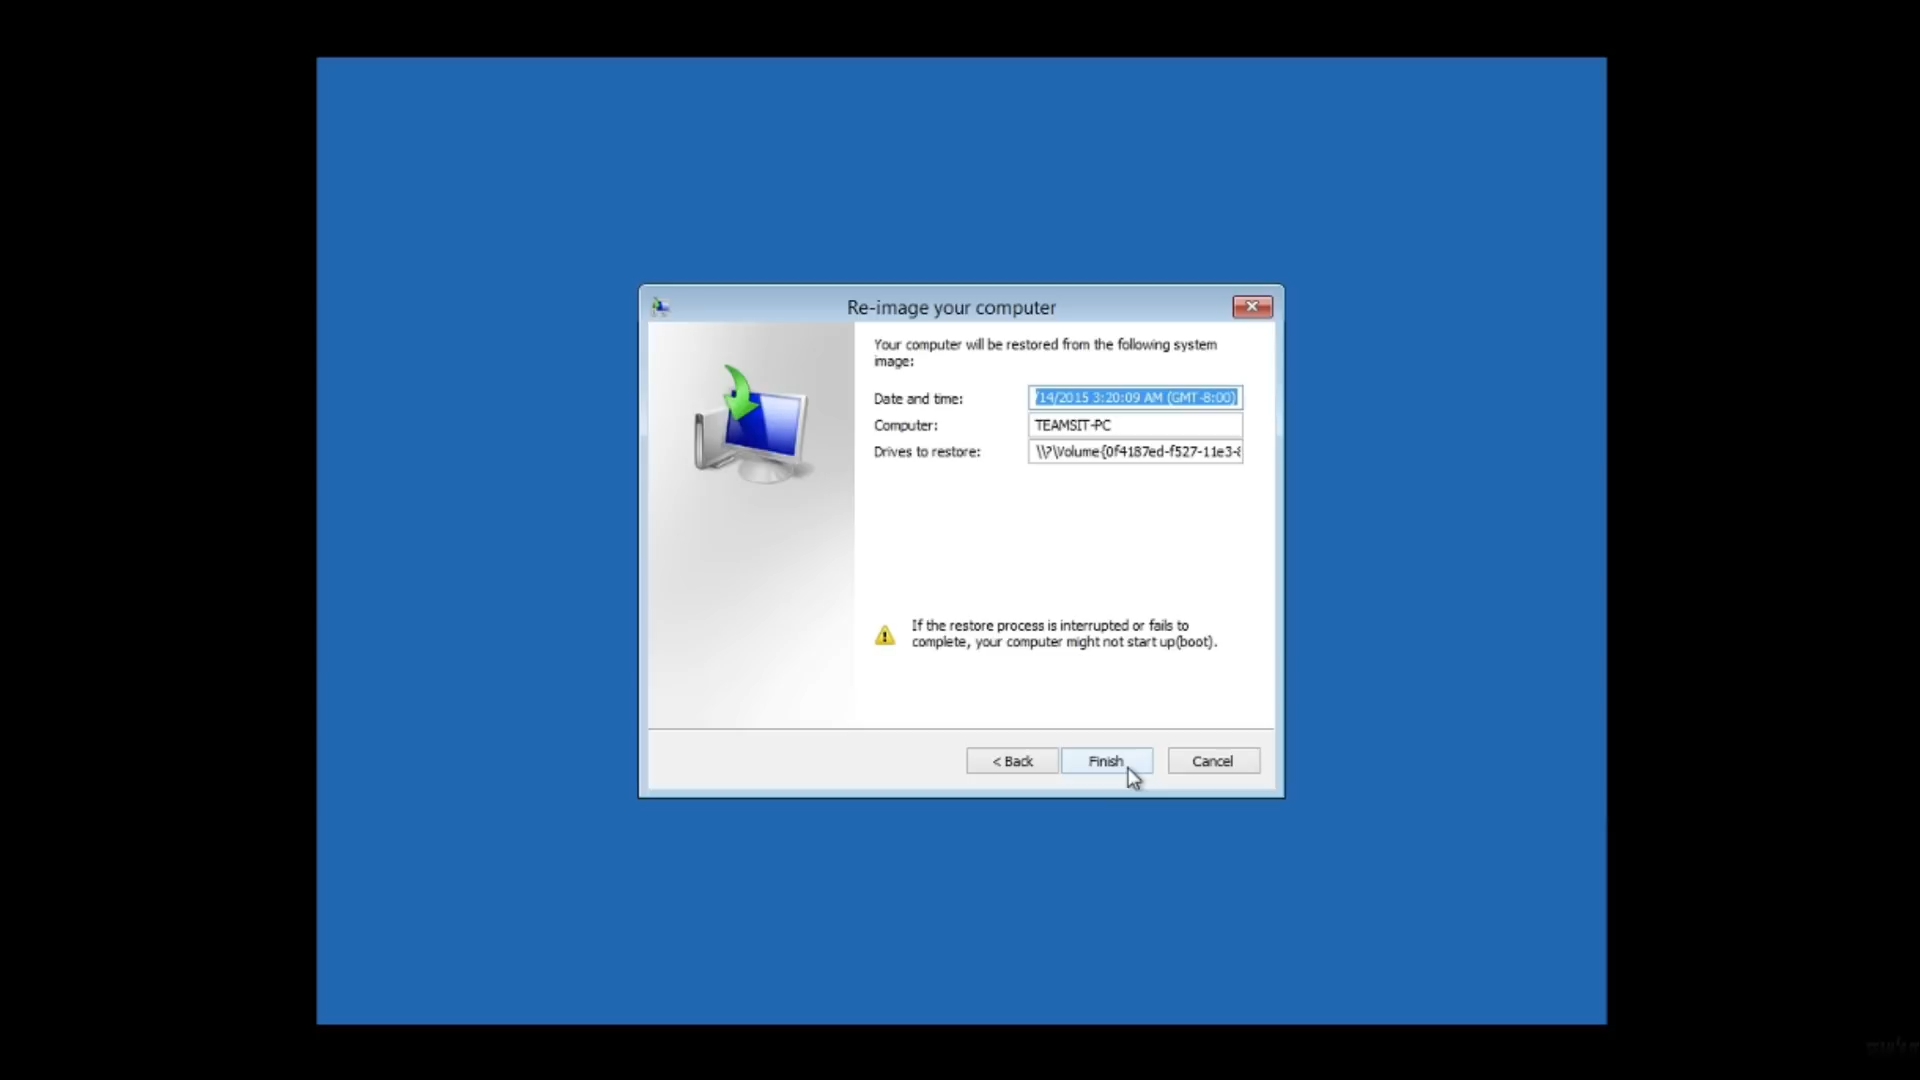 Re-image your computer
Your computer will be restored from the following system
image:
Date and time:
/14/2015 3:20:09 AM (GMT-8:00)
Computer:
TEAMSIT-PC
Drives to restore:
\\?\Volume{0f4187ed-f527-11e3-8
If the restore process is interrupted or fails to
complete, your computer might not start up(boot).
< Back
Finish
Cancel